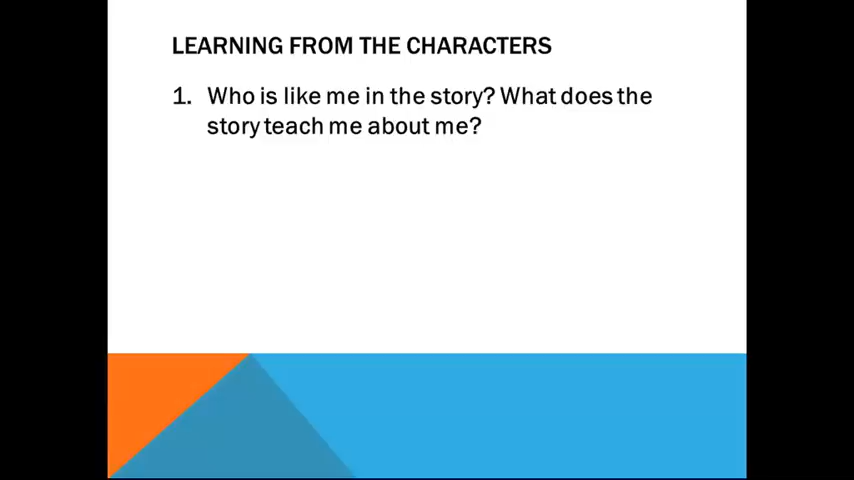 LEARNING FROM THE CHARACTERS
1. Who is like me in the story? What does the
story teach me about me?